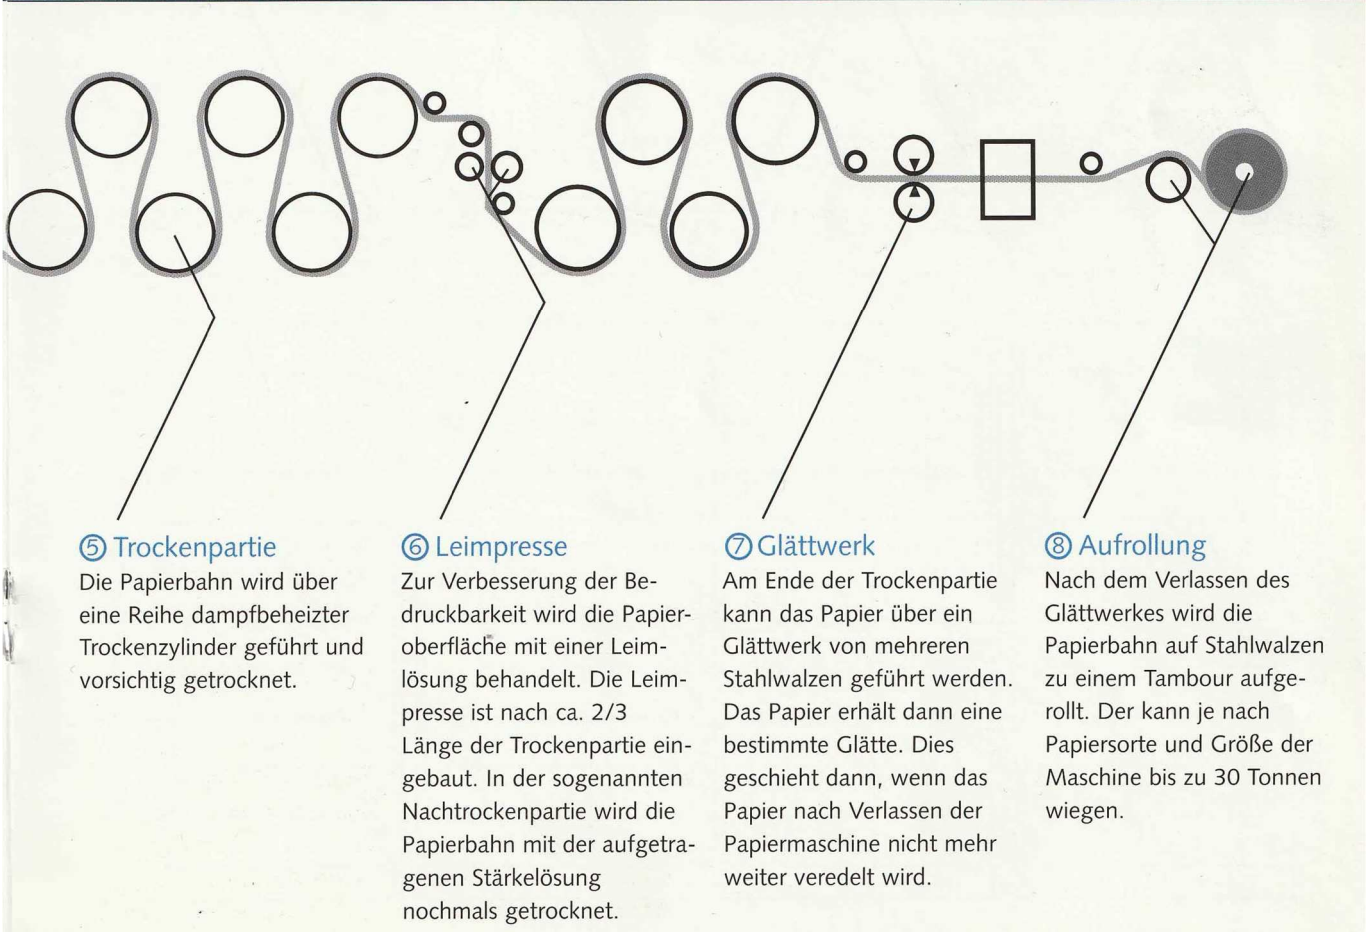 ⑤ Trockenpartie
Die Papierbahn wird über
eine Reihe dampfbeheizter
Trockenzylinder geführt und
vorsichtig getrocknet.
⑥ Leimpresse
Zur Verbesserung der Be-
druckbarkeit wird die Papier-
oberfläche mit einer Leim-
lösung behandelt. Die Leim-
presse ist nach ca. 2/3
Länge der Trockenpartie ein-
gebaut. In der sogenannten
Nachtrockenpartie wird die
Papierbahn mit der aufgetra-
genen Stärkelösung
nochmals getrocknet.
⑦ Glättwerk
Am Ende der Trockenpartie
kann das Papier über ein
Glättwerk von mehreren
Stahlwalzen geführt werden.
Das Papier erhält dann eine
bestimmte Glätte. Dies
geschieht dann, wenn das
Papier nach Verlassen der
Papiermaschine nicht mehr
weiter veredelt wird.
⑧ Aufrollung
Nach dem Verlassen des
Glättwerkes wird die
Papierbahn auf Stahlwalzen
zu einem Tambour aufge-
rollt. Der kann je nach
Papiersorte und Größe der
Maschine bis zu 30 Tonnen
wiegen.